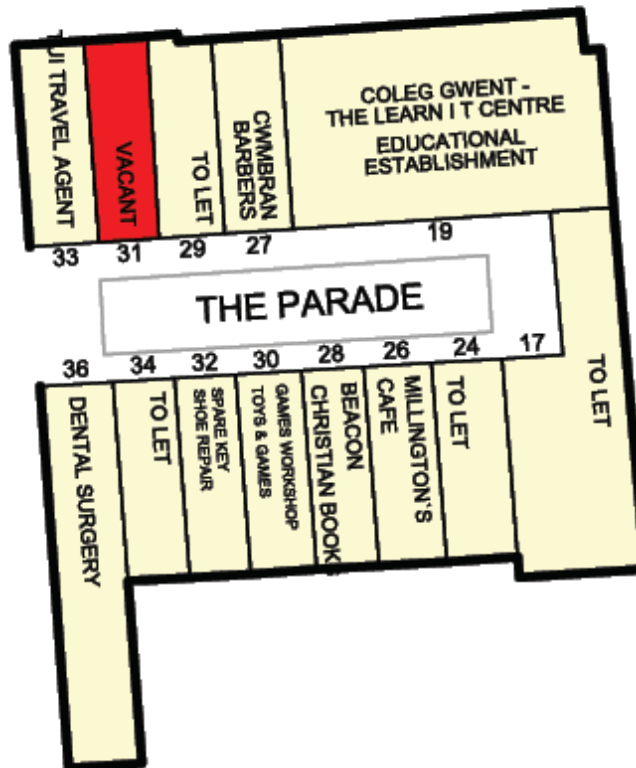 UI TRAVEL AGENT
VACANT
TO LET
CWMBRAN
BARBERS
COLEG GWENT -
THE LEARN I T CENTRE
EDUCATIONAL
ESTABLISHMENT
33
31
29
27
19
THE PARADE
36
34
32
30
28
26
24
17
DENTAL SURGERY
TO LET
SPARE KEY
SHOE REPAIR
GAMES WORKSHOP
TOYS & GAMES
BEACON
CHRISTIAN BOOKS
MILLINGTON'S
CAFE
TO LET
TO LET